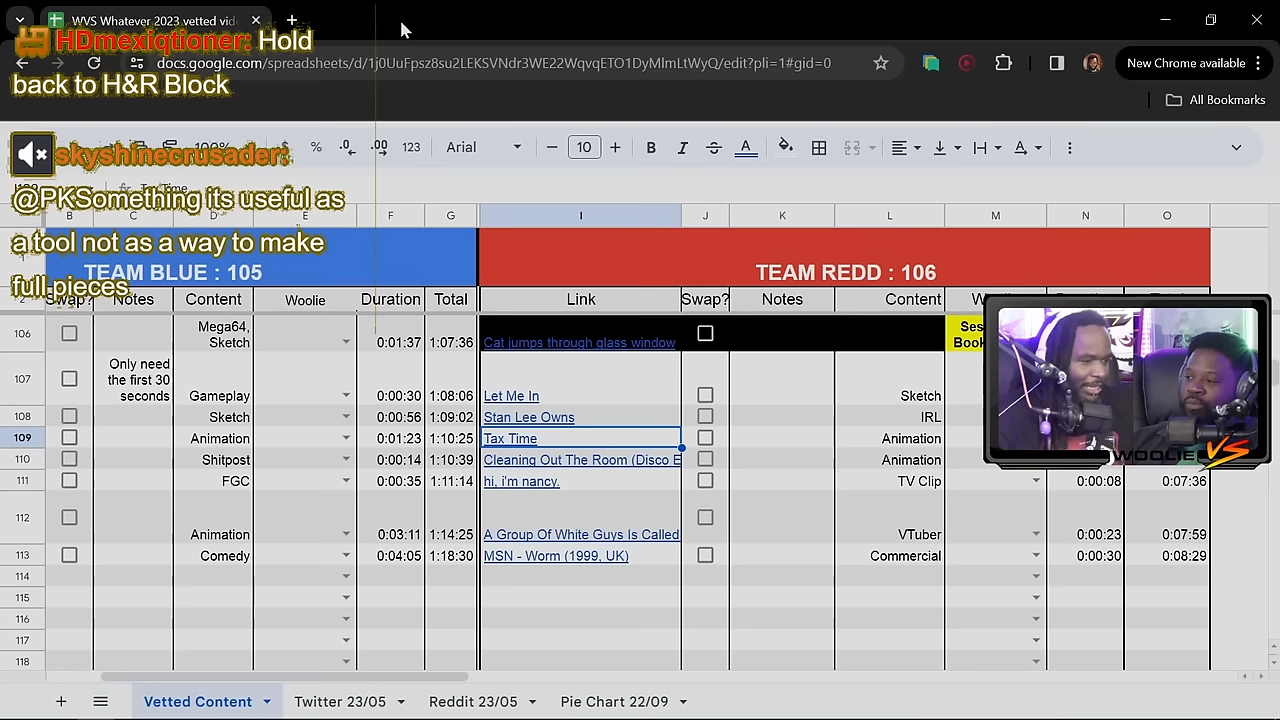 WVS Whatever 2023 vetted vid
HDmexiqtioner: Hold
back to H&R Block
docs.google.com/spreadsheets/d/1j0UuFpsz8su2LEKSVNdr3WE22WqvqETO1DyMlmLtWyQ/edit?pli=1#gid=0
New Chrome available
All Bookmarks
100%
$ % .0 .00 123 Arial 10 B I A
skyshinecrusader:
@PKSomething its useful as
a tool not as a way to make
full pieces
B C D E F G I J K L M N O
TEAM BLUE : 105 TEAM REDD : 106
Swap? Notes Content Woolie Duration Total Link Swap? Notes Content
106 Mega64, Sketch 0:01:37 1:07:36 Cat jumps through glass window
107 Only need the first 30 seconds Gameplay 0:00:30 1:08:06 Let Me In Sketch
108 Sketch 0:00:56 1:09:02 Stan Lee Owns IRL
109 Animation 0:01:23 1:10:25 Tax Time Animation
110 Shitpost 0:00:14 1:10:39 Cleaning Out The Room (Disco E Animation
111 FGC 0:00:35 1:11:14 hi, i'm nancy. TV Clip 0:00:08 0:07:36
112 Animation 0:03:11 1:14:25 A Group Of White Guys Is Called VTuber 0:00:23 0:07:59
113 Comedy 0:04:05 1:18:30 MSN - Worm (1999, UK) Commercial 0:00:30 0:08:29
114
115
116
117
118
WOOLIE VS
Vetted Content Twitter 23/05 Reddit 23/05 Pie Chart 22/09